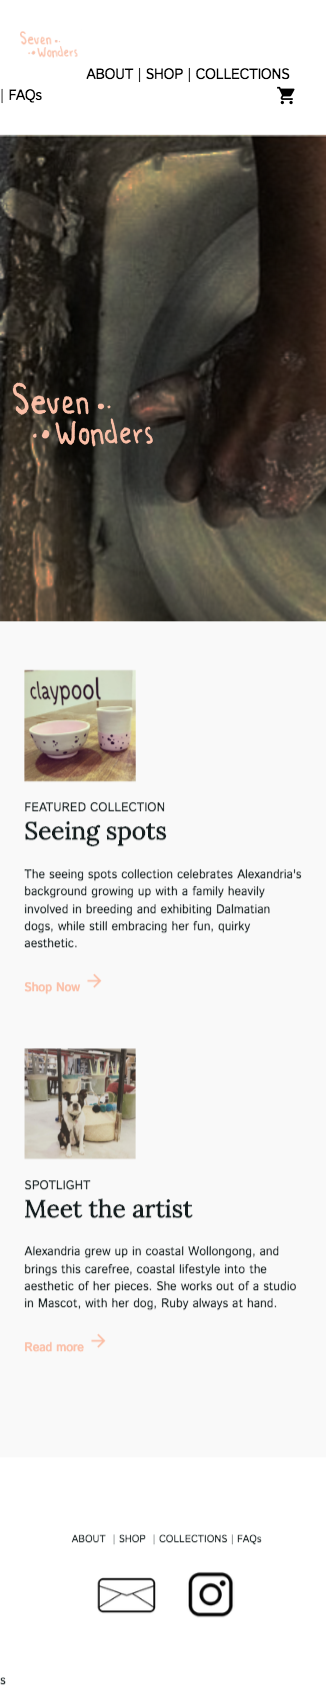 Seven
Wonders
ABOUT | SHOP | COLLECTIONS
| FAQs
Seven
Wonders
claypool
FEATURED COLLECTION
Seeing spots
The seeing spots collection celebrates Alexandria's
background growing up with a family heavily
involved in breeding and exhibiting Dalmatian
dogs, while still embracing her fun, quirky
aesthetic.
Shop Now
SPOTLIGHT
Meet the artist
Alexandria grew up in coastal Wollongong, and
brings this carefree, coastal lifestyle into the
aesthetic of her pieces. She works out of a studio
in Mascot, with her dog, Ruby always at hand.
Read more
ABOUT | SHOP | COLLECTIONS | FAQs
s